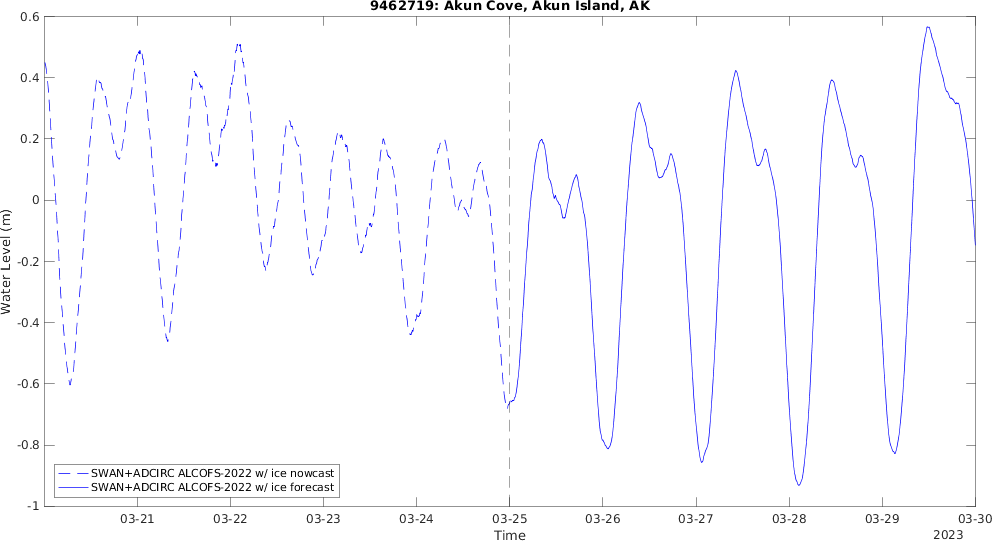 9462719: Akun Cove, Akun Island, AK
0.6
0.4
0.2
0
-0.2
-0.4
-0.6
-0.8
-1
Water Level (m)
SWAN+ADCIRC ALCOFS-2022 w/ ice nowcast
SWAN+ADCIRC ALCOFS-2022 w/ ice forecast
03-21 03-22 03-23 03-24 03-25 03-26 03-27 03-28 03-29 03-30
Time
2023